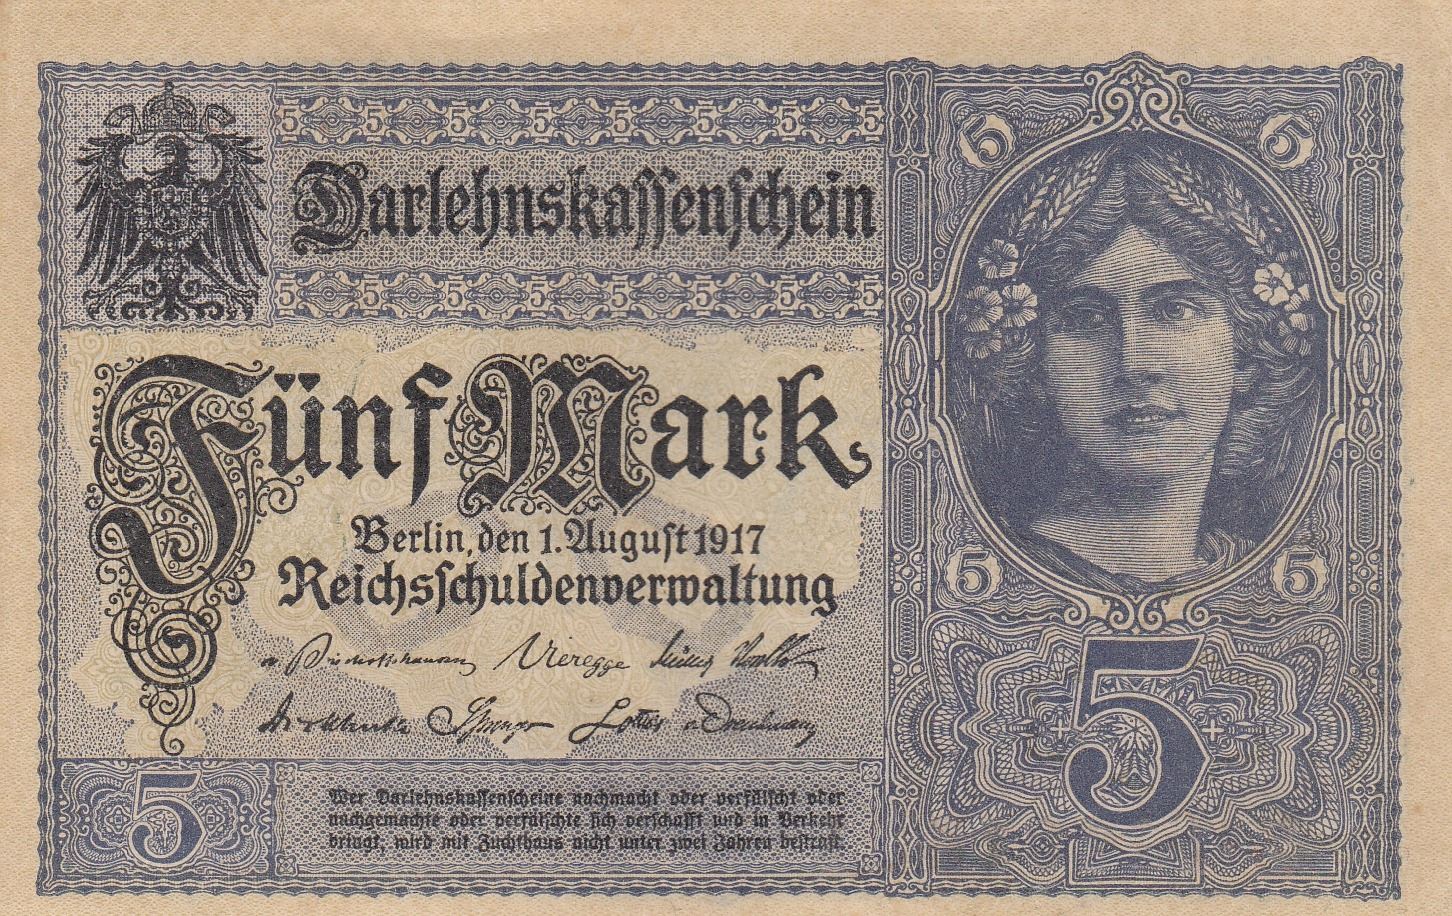 5 5 5 5 5 5 5 5
Darlehnskassenschein
5 5 5 5 5 5 5 5
Fünf Mark
Berlin, den 1. August 1917
Reichsschuldenverwaltung
Vieregge
5
Wer Darlehnskassenscheine nachmacht oder verfälscht oder
nachgemachte oder verfälschte sich verschafft und in Verkehr
bringt, wird mit Zuchthaus nicht unter zwei Jahren bestraft.
5 5
5 5
5